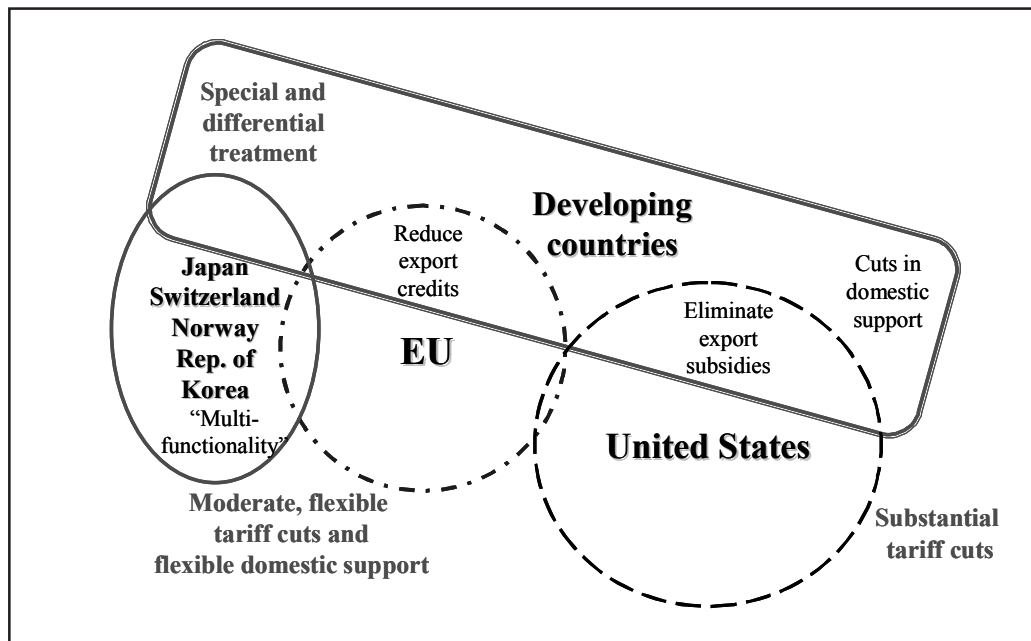 Special and
differential
treatment
Developing
countries
Reduce
export
credits
Cuts in
domestic
support
Japan
Switzerland
Norway
Rep. of
Korea
“Multi-
functionality”
EU
Eliminate
export
subsidies
United States
Moderate, flexible
tariff cuts and
flexible domestic support
Substantial
tariff cuts